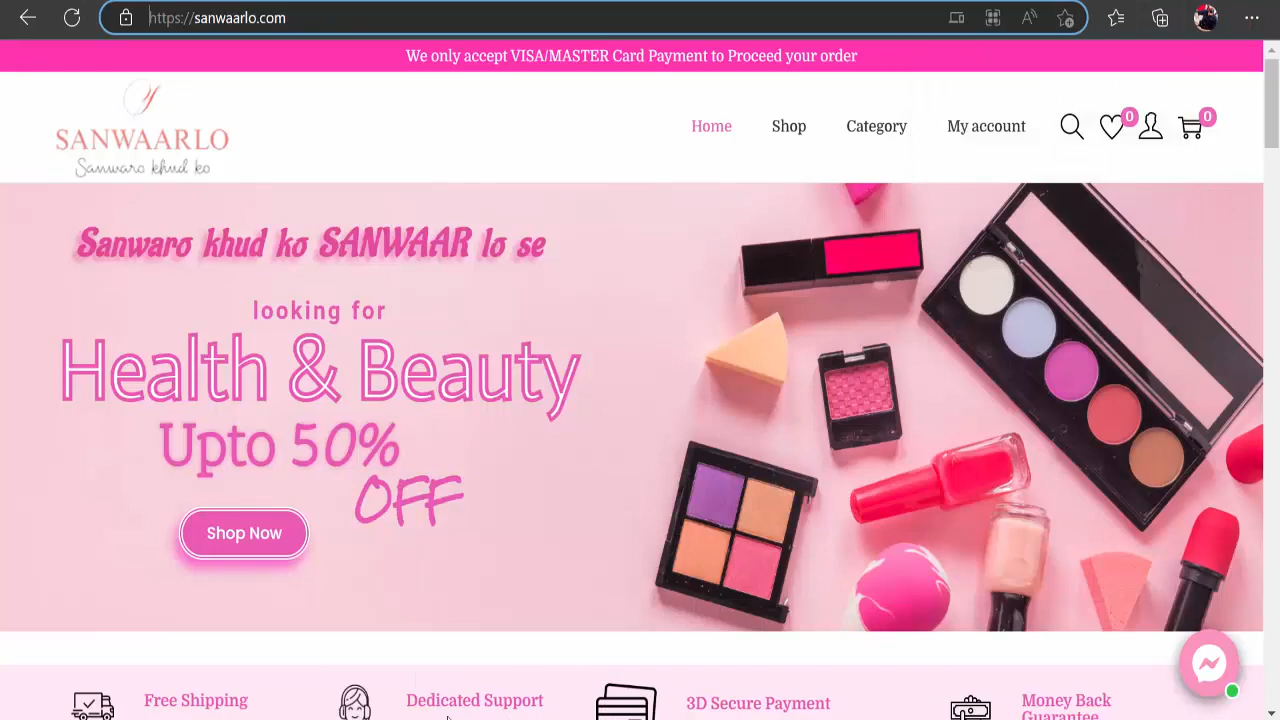 https://sanwaarlo.com
We only accept VISA/MASTER Card Payment to Proceed your order
SANWAARLO
Sanwaro khud ko
Home Shop Category My account 0 0
Sanwaro khud ko SANWAAR lo se
looking for
Health & Beauty
Upto 50%
OFF
Shop Now
Free Shipping Dedicated Support 3D Secure Payment Money Back
Guarantee